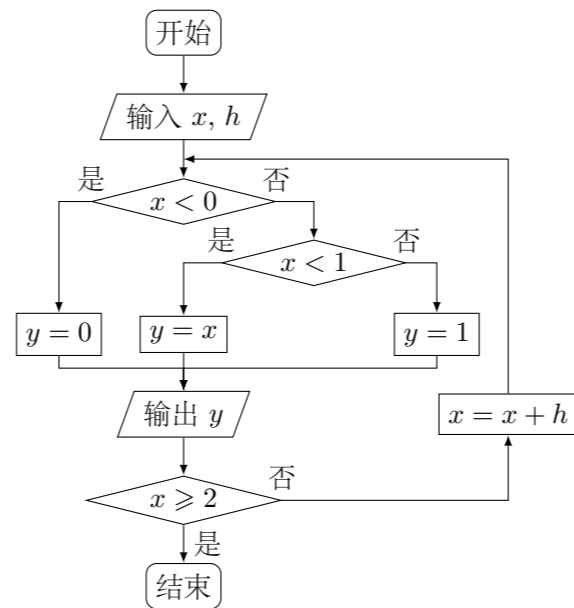 开始
输入 x, h
是 否
x < 0
是 否
x < 1
y = 0 y = x y = 1
输出 y
x = x + h
否
x ⩾ 2
是
结束